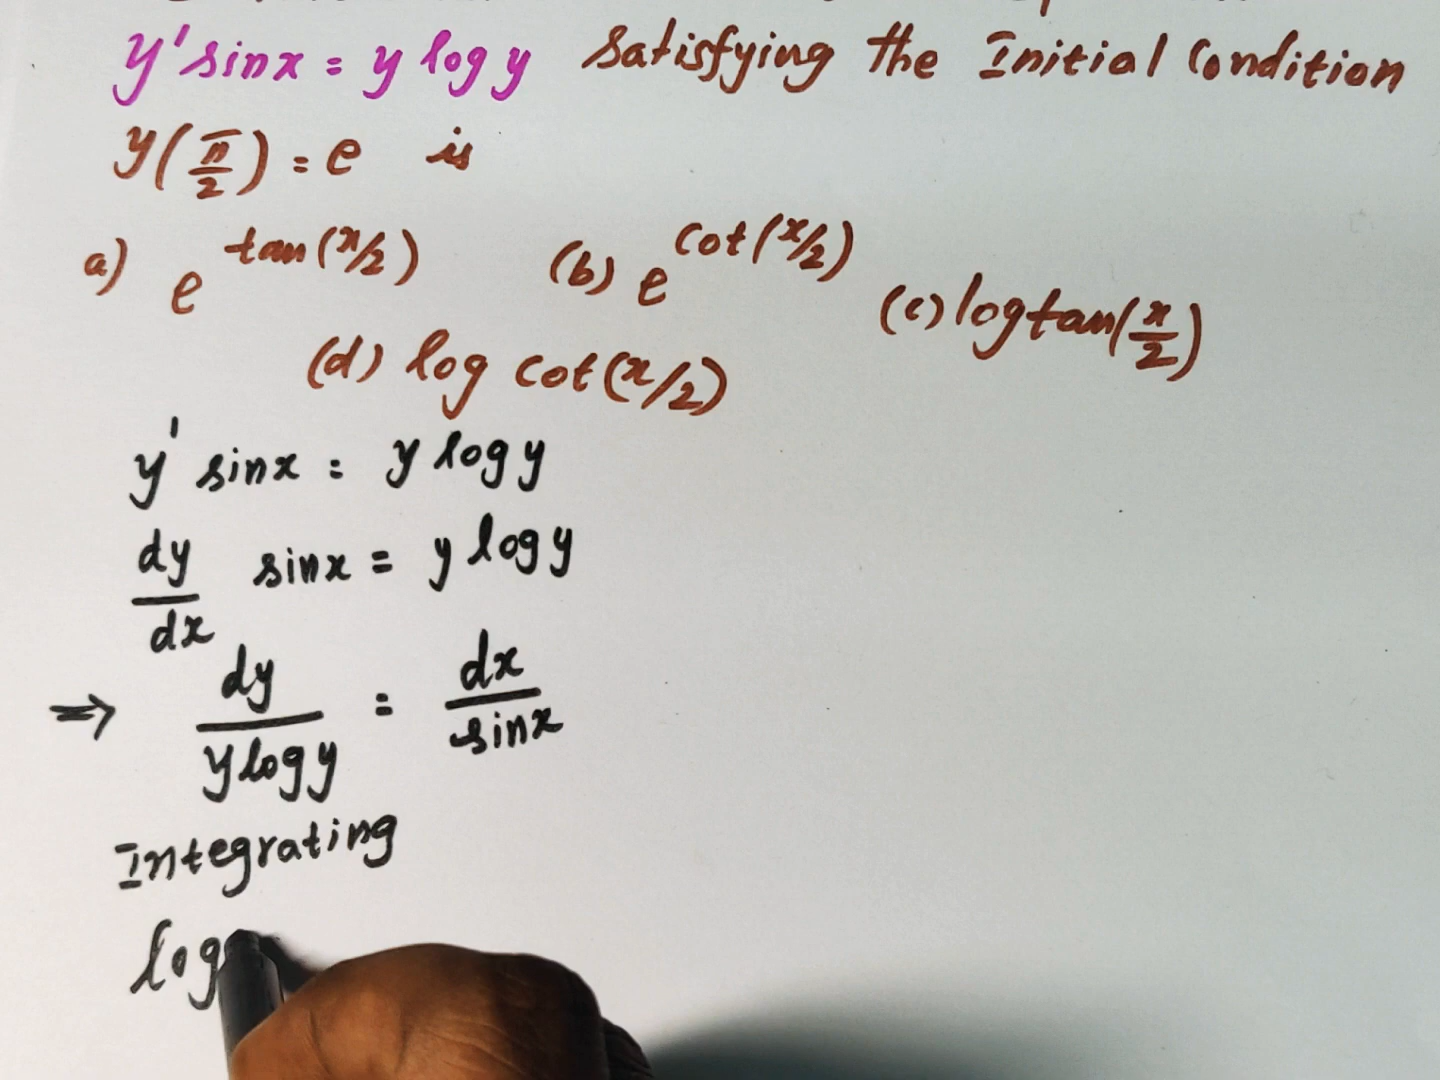 y' sinx = y log y satisfying the Initial Condition
y(π/2) = e is
a) e^tan(x/2) (b) e^cot(x/2) (c) log tan(x/2)
(d) log cot(x/2)
y' sinx = y log y
dy/dx sinx = y log y
⇒ dy/(y log y) = dx/sinx
Integrating
log